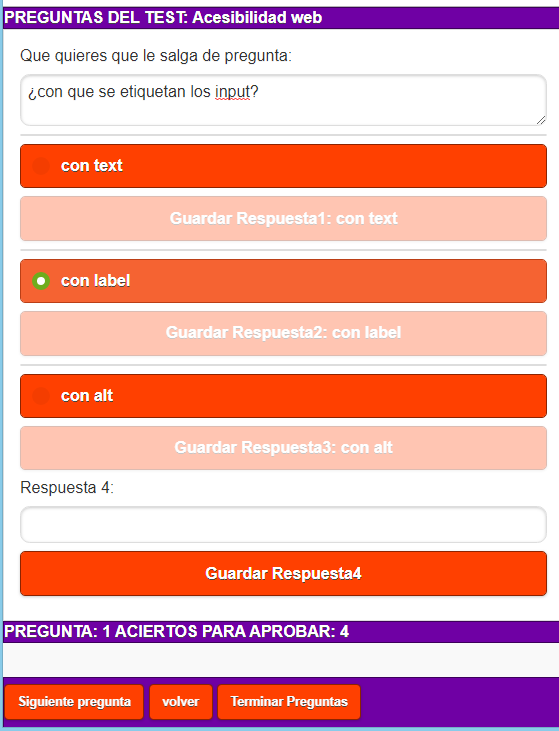 PREGUNTAS DEL TEST: Acesibilidad web
Que quieres que le salga de pregunta:
¿con que se etiquetan los input?
con text
Guardar Respuesta1: con text
con label
Guardar Respuesta2: con label
con alt
Guardar Respuesta3: con alt
Respuesta 4:
Guardar Respuesta4
PREGUNTA: 1 ACIERTOS PARA APROBAR: 4
Siguiente pregunta volver Terminar Preguntas